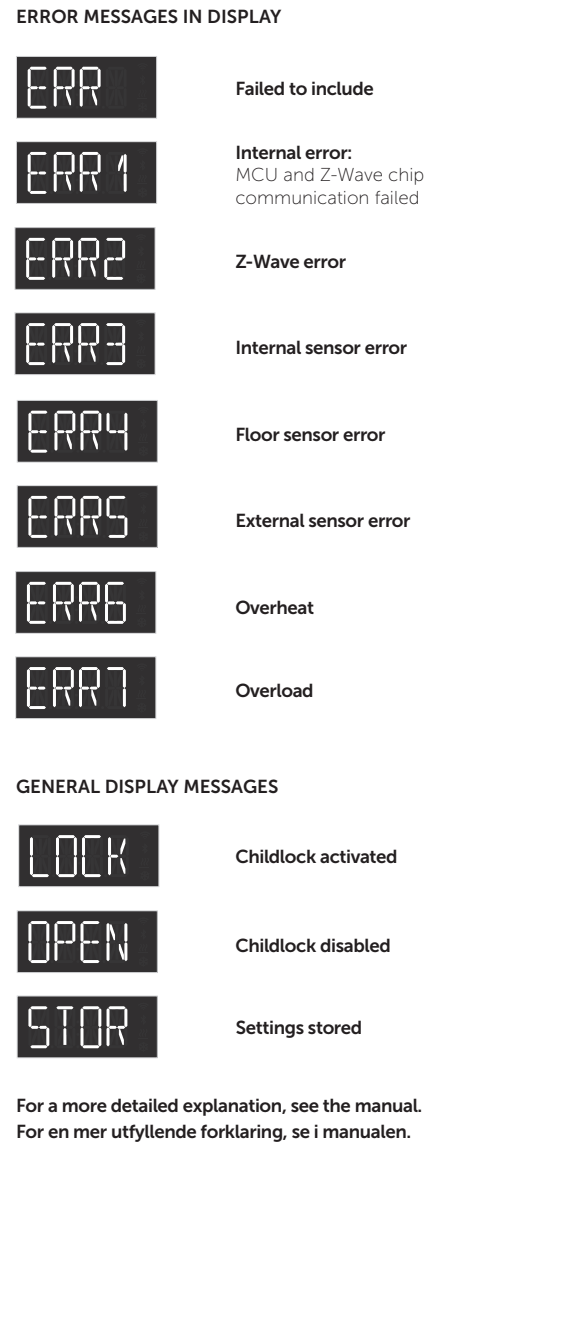 ERROR MESSAGES IN DISPLAY
ERR
Failed to include
ERR 1
Internal error:
MCU and Z-Wave chip
communication failed
ERR2
Z-Wave error
ERR3
Internal sensor error
ERR4
Floor sensor error
ERR5
External sensor error
ERR6
Overheat
ERR7
Overload
GENERAL DISPLAY MESSAGES
LOCK
Childlock activated
OPEN
Childlock disabled
STOR
Settings stored
For a more detailed explanation, see the manual.
For en mer utfyllende forklaring, se i manualen.